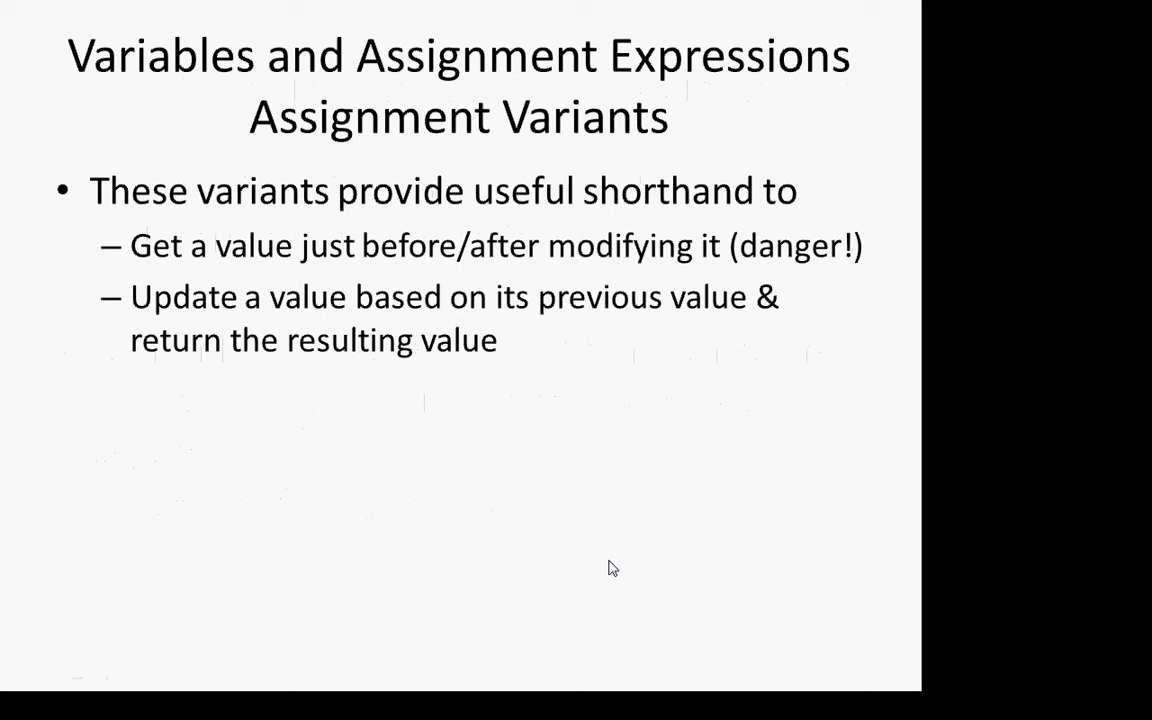 Variables and Assignment Expressions
Assignment Variants
• These variants provide useful shorthand to
– Get a value just before/after modifying it (danger!)
– Update a value based on its previous value &
return the resulting value